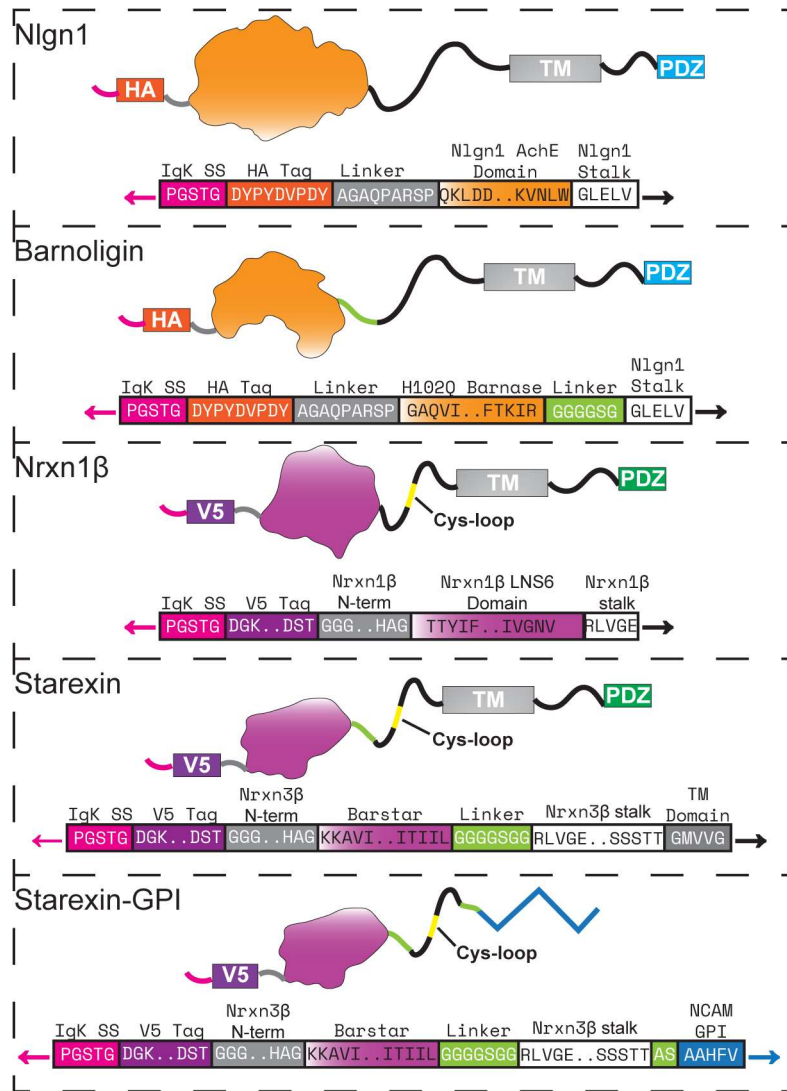 Nlgn1
HA
TM
PDZ
Nlgn1 AchE Nlgn1
IgK SS HA Tag Linker Domain Stalk
PGSTG DYPYDVPDY AGAQPARSP QKLDD..KVNLW GLELV
Barnoligin
HA
TM
PDZ
Nlgn1
IgK SS HA Tag Linker H102Q Barnase Linker Stalk
PGSTG DYPYDVPDY AGAQPARSP GAQVI..FTKIR GGGGSG GLELV
Nrxn1β
V5
TM
PDZ
Cys-loop
Nrxn1β Nrxn1β LNS6 Nrxn1β
IgK SS V5 Tag N-term Domain stalk
PGSTG DGK..DST GGG..HAG TTYIF..IVGNV RLVGE
Starexin
V5
TM
PDZ
Cys-loop
Nrxn3β TM
IgK SS V5 Tag N-term Barstar Linker Nrxn3β stalk Domain
PGSTG DGK..DST GGG..HAG KKAVI..ITIIL GGGGSGG RLVGE..SSSTT GMVVG
Starexin-GPI
V5
Cys-loop
Nrxn3β NCAM
IgK SS V5 Tag N-term Barstar Linker Nrxn3β stalk GPI
PGSTG DGK..DST GGG..HAG KKAVI..ITIIL GGGGSGG RLVGE..SSSTT AS AAHFV